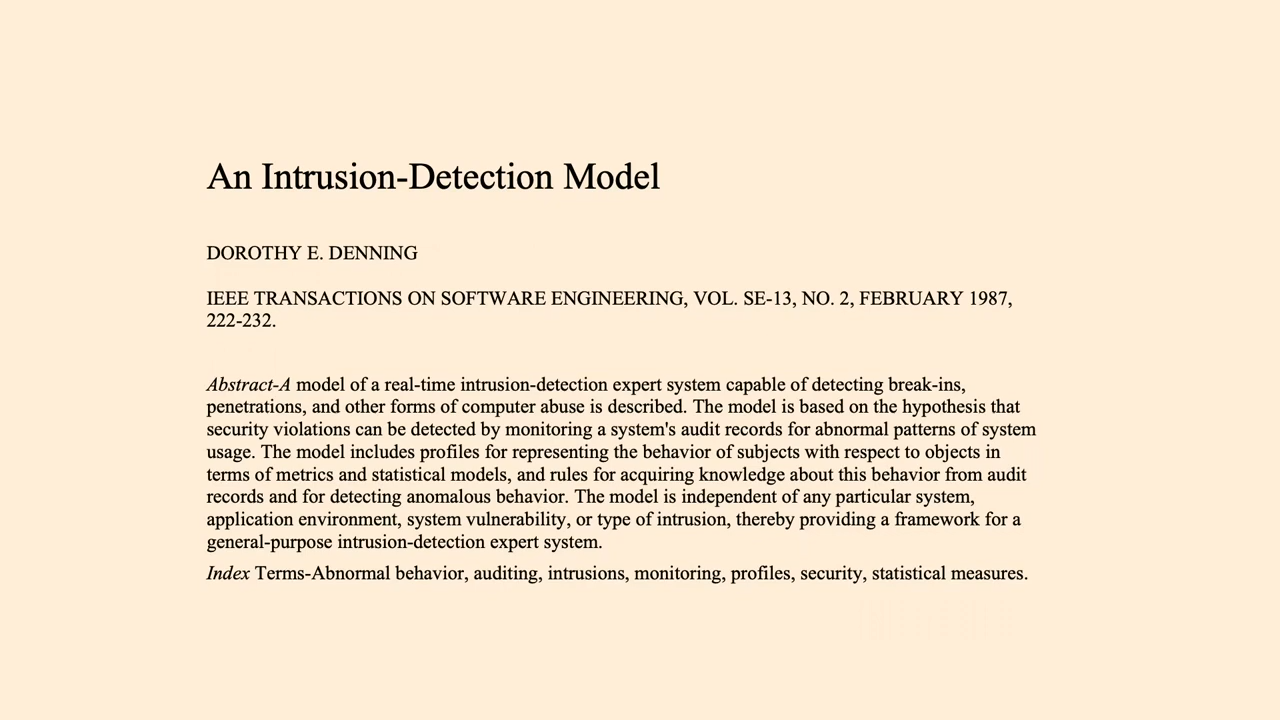 An Intrusion-Detection Model
DOROTHY E. DENNING
IEEE TRANSACTIONS ON SOFTWARE ENGINEERING, VOL. SE-13, NO. 2, FEBRUARY 1987,
222-232.
Abstract-A model of a real-time intrusion-detection expert system capable of detecting break-ins,
penetrations, and other forms of computer abuse is described. The model is based on the hypothesis that
security violations can be detected by monitoring a system's audit records for abnormal patterns of system
usage. The model includes profiles for representing the behavior of subjects with respect to objects in
terms of metrics and statistical models, and rules for acquiring knowledge about this behavior from audit
records and for detecting anomalous behavior. The model is independent of any particular system,
application environment, system vulnerability, or type of intrusion, thereby providing a framework for a
general-purpose intrusion-detection expert system.
Index Terms-Abnormal behavior, auditing, intrusions, monitoring, profiles, security, statistical measures.